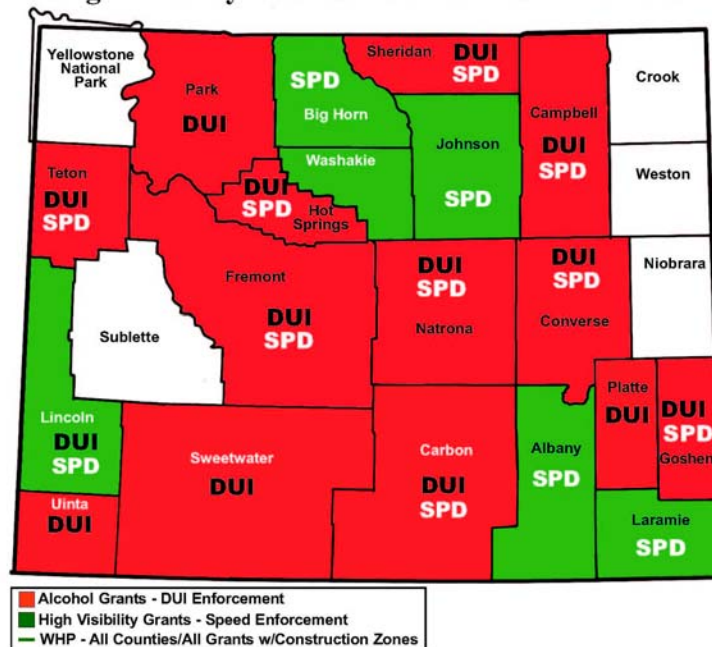 Yellowstone
National
Park
Park
DUI
SPD
Big Horn
Sheridan
DUI
SPD
Campbell
DUI
SPD
Crook
Washakie
Johnson
SPD
Weston
Teton
DUI
SPD
DUI
SPD
Hot
Springs
Niobrara
Sublette
Fremont
DUI
SPD
DUI
SPD
Natrona
DUI
SPD
Converse
Lincoln
DUI
SPD
Platte
DUI
DUI
SPD
Goshen
Sweetwater
DUI
Carbon
DUI
SPD
Albany
SPD
Uinta
DUI
Laramie
SPD
Alcohol Grants - DUI Enforcement
High Visibility Grants - Speed Enforcement
WHP - All Counties/All Grants w/Construction Zones